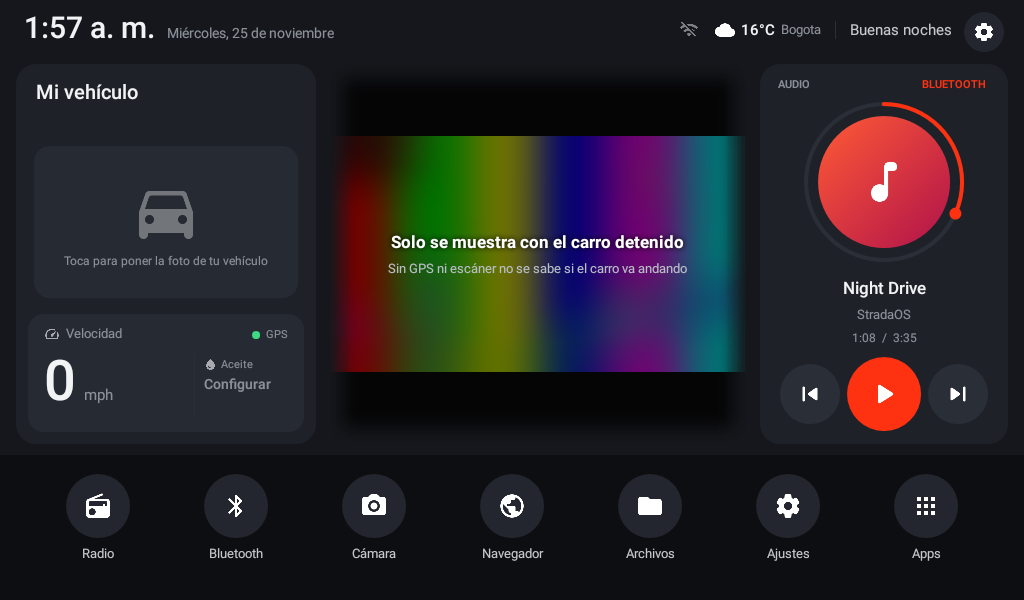 1:57 a. m.
Miércoles, 25 de noviembre
16°C Bogota
Buenas noches
Mi vehículo
Toca para poner la foto de tu vehículo
Velocidad
GPS
0 mph
Aceite
Configurar
Solo se muestra con el carro detenido
Sin GPS ni escáner no se sabe si el carro va andando
AUDIO
BLUETOOTH
Night Drive
StradaOS
1:08 / 3:35
Radio
Bluetooth
Cámara
Navegador
Archivos
Ajustes
Apps